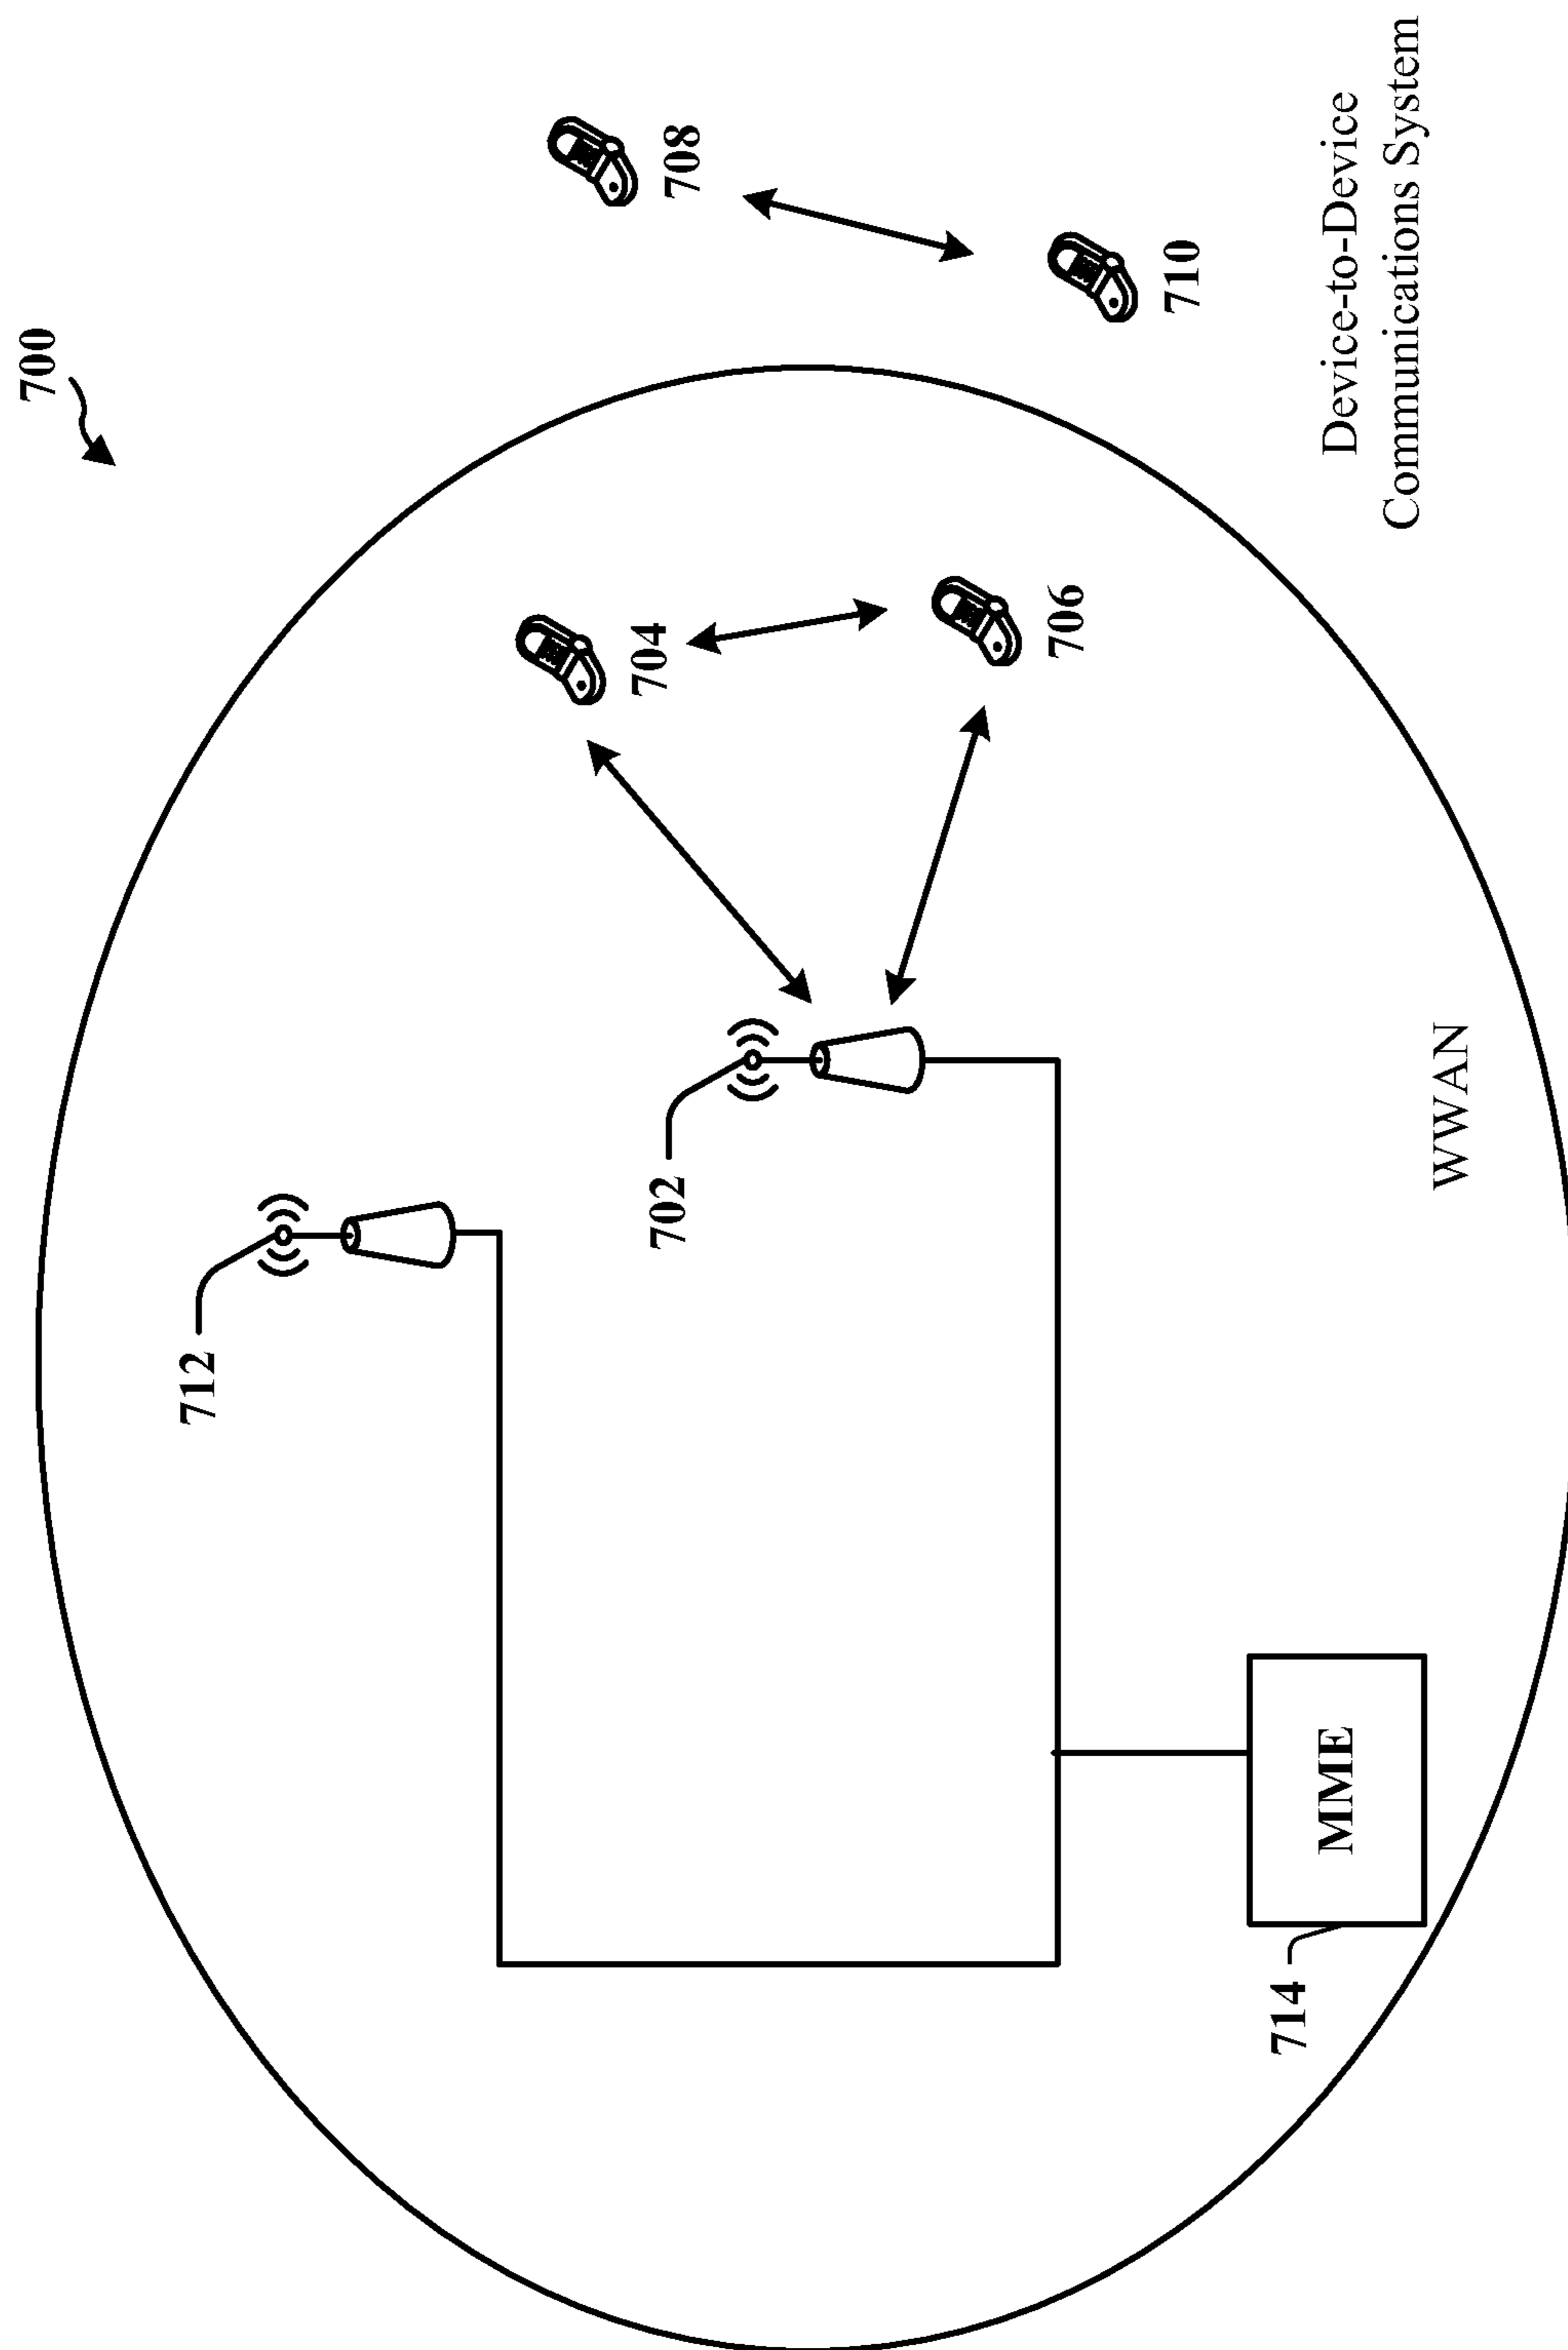 700
712
702
704
706
708
710
714
MME
WWAN
Device-to-Device
Communications System